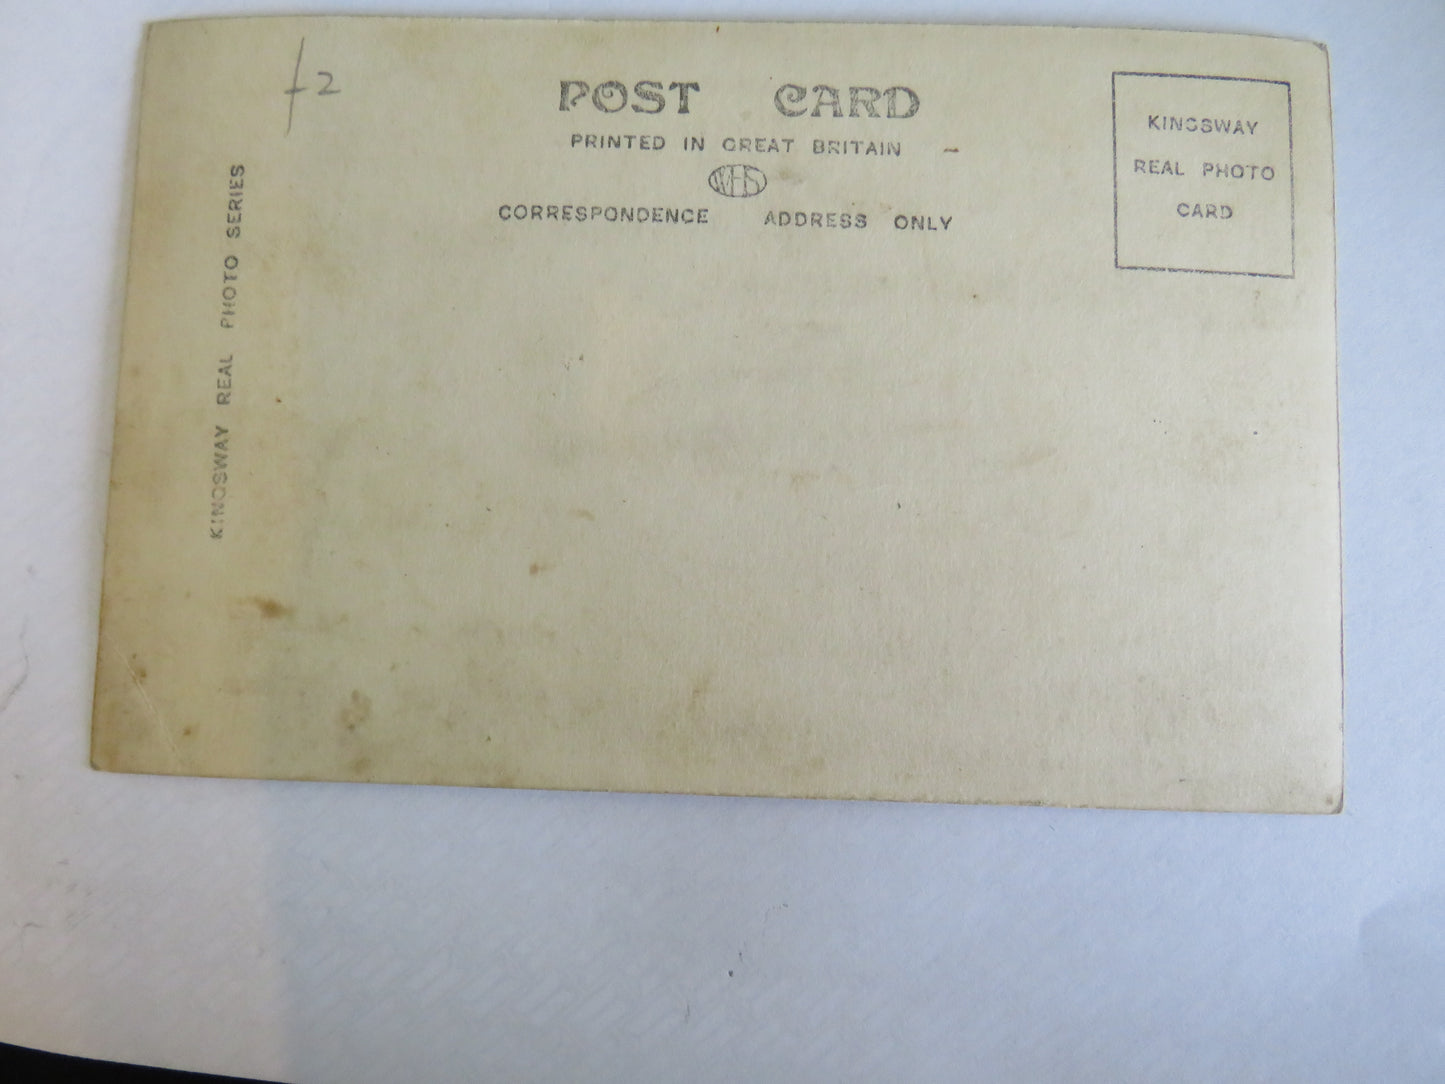 £2
POST CARD
PRINTED IN GREAT BRITAIN
WHS
CORRESPONDENCE ADDRESS ONLY
KINGSWAY
REAL PHOTO
CARD
KINGSWAY REAL PHOTO SERIES